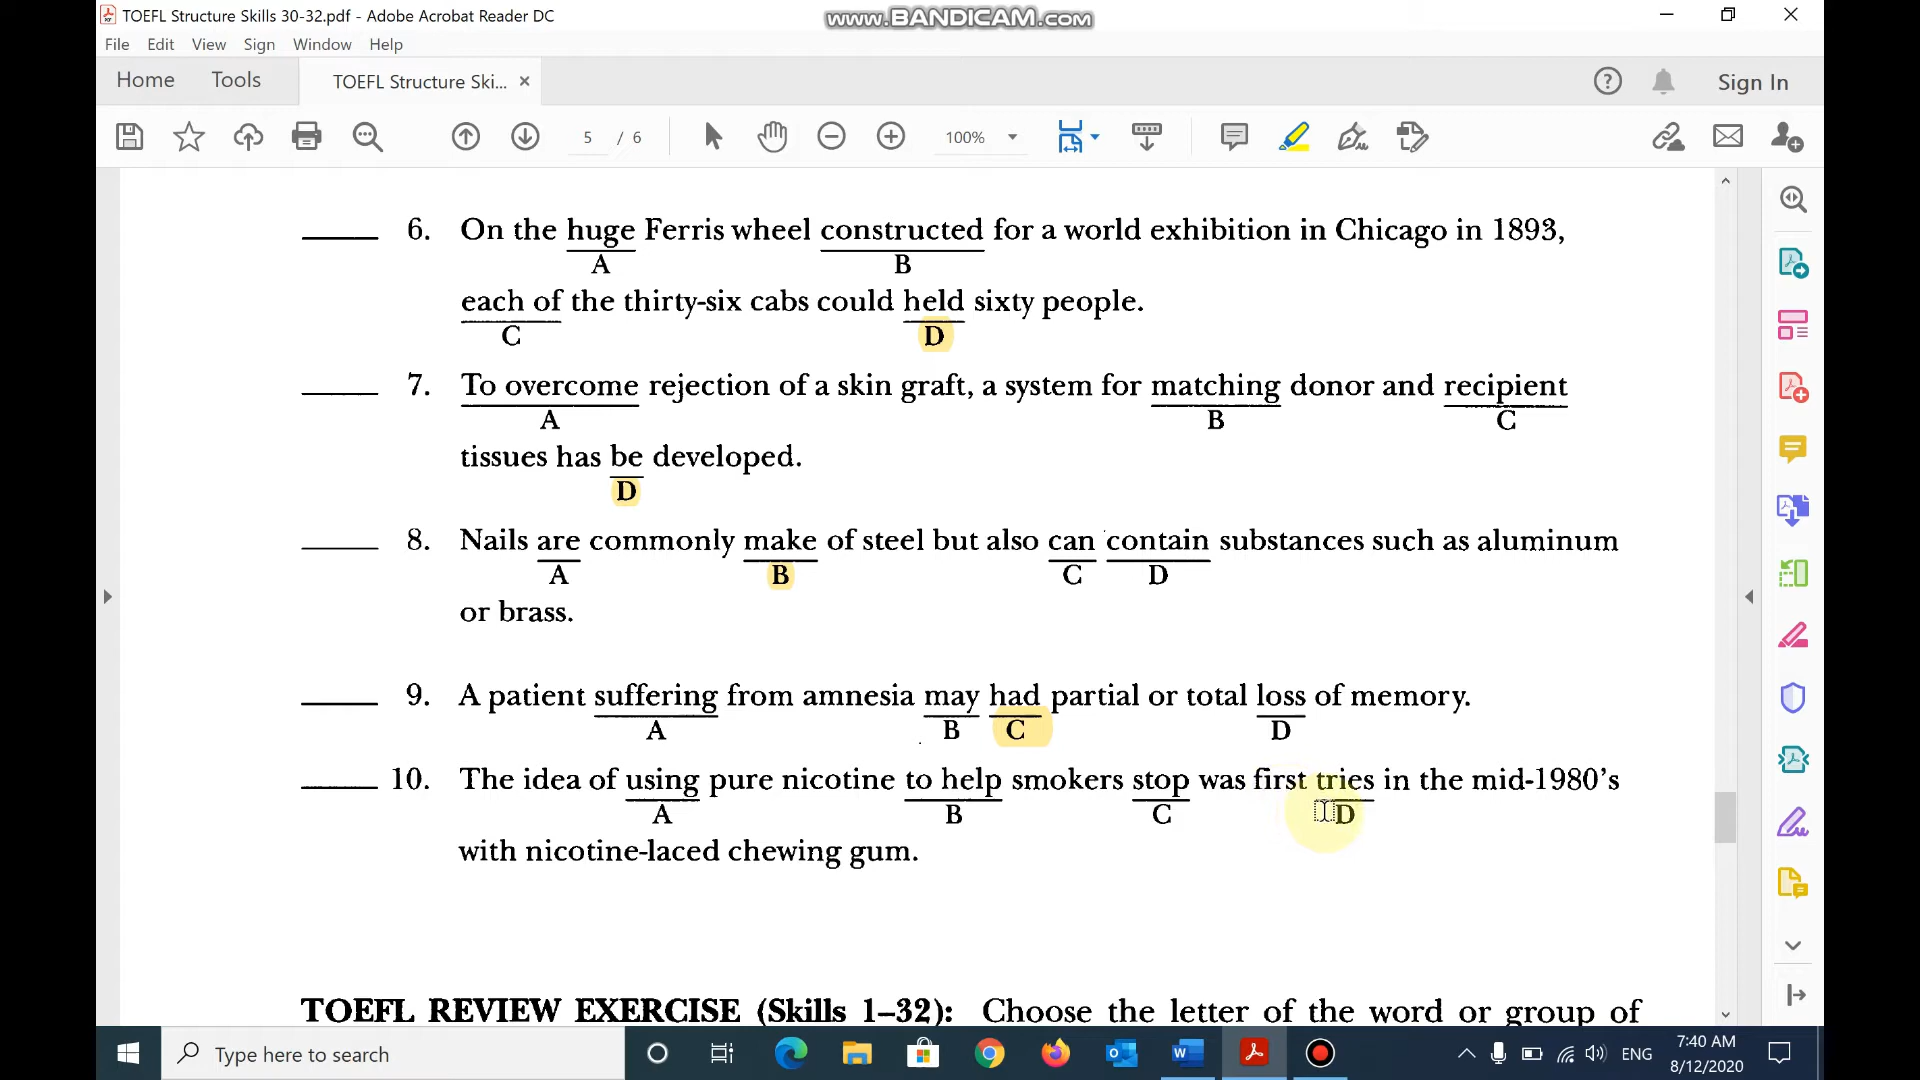 TOEFL Structure Skills 30-32.pdf - Adobe Acrobat Reader DC
www.BANDICAM.com
File Edit View Sign Window Help
Home Tools TOEFL Structure Ski... × Sign In
5 / 6 100%
6. On the huge Ferris wheel constructed for a world exhibition in Chicago in 1893,
A B
each of the thirty-six cabs could held sixty people.
C D
7. To overcome rejection of a skin graft, a system for matching donor and recipient
A B C
tissues has be developed.
D
8. Nails are commonly make of steel but also can contain substances such as aluminum
A B C D
or brass.
9. A patient suffering from amnesia may had partial or total loss of memory.
A B C D
10. The idea of using pure nicotine to help smokers stop was first tries in the mid-1980's
A B C D
with nicotine-laced chewing gum.
TOEFL REVIEW EXERCISE (Skills 1–32): Choose the letter of the word or group of
Type here to search ENG 7:40 AM
8/12/2020